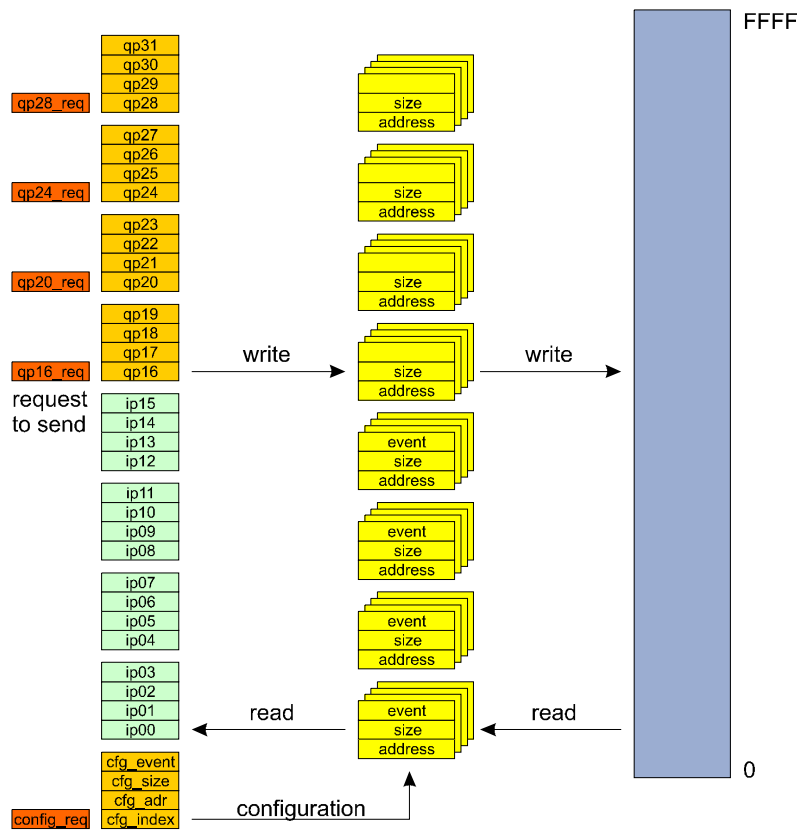 qp31
qp30
qp29
qp28_req qp28
qp27
qp26
qp25
qp24_req qp24
qp23
qp22
qp21
qp20_req qp20
qp19
qp18
qp17
qp16_req qp16
request
to send
ip15
ip14
ip13
ip12
ip11
ip10
ip09
ip08
ip07
ip06
ip05
ip04
ip03
ip02
ip01
ip00
cfg_event
cfg_size
cfg_adr
config_req cfg_index
write
read
configuration
size
address
size
address
size
address
size
address
event
size
address
event
size
address
event
size
address
event
size
address
write
read
FFFF
0